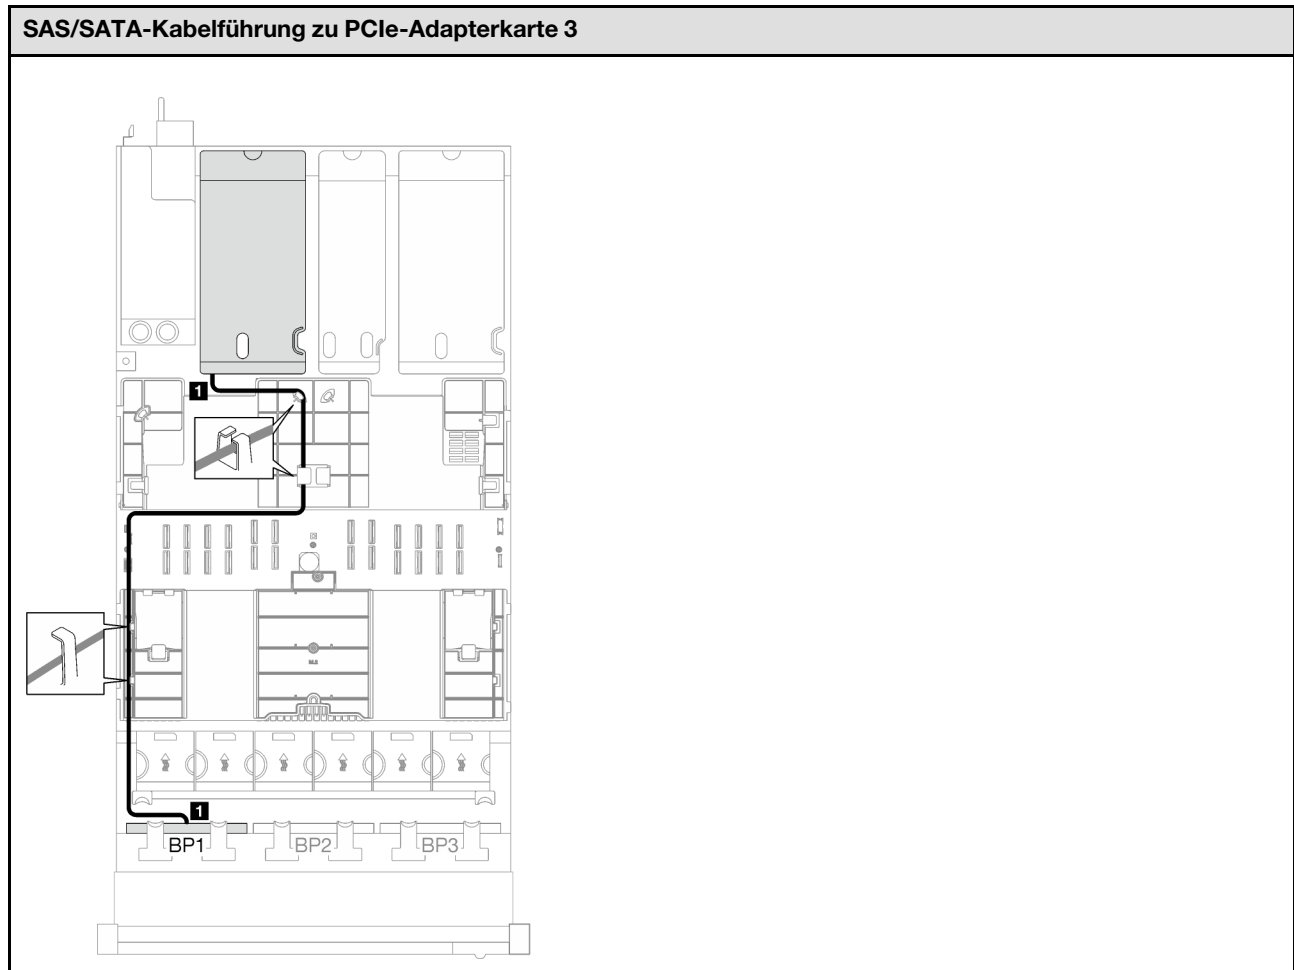 SAS/SATA-Kabelführung zu PCIe-Adapterkarte 3
1
1
BP1
BP2
BP3